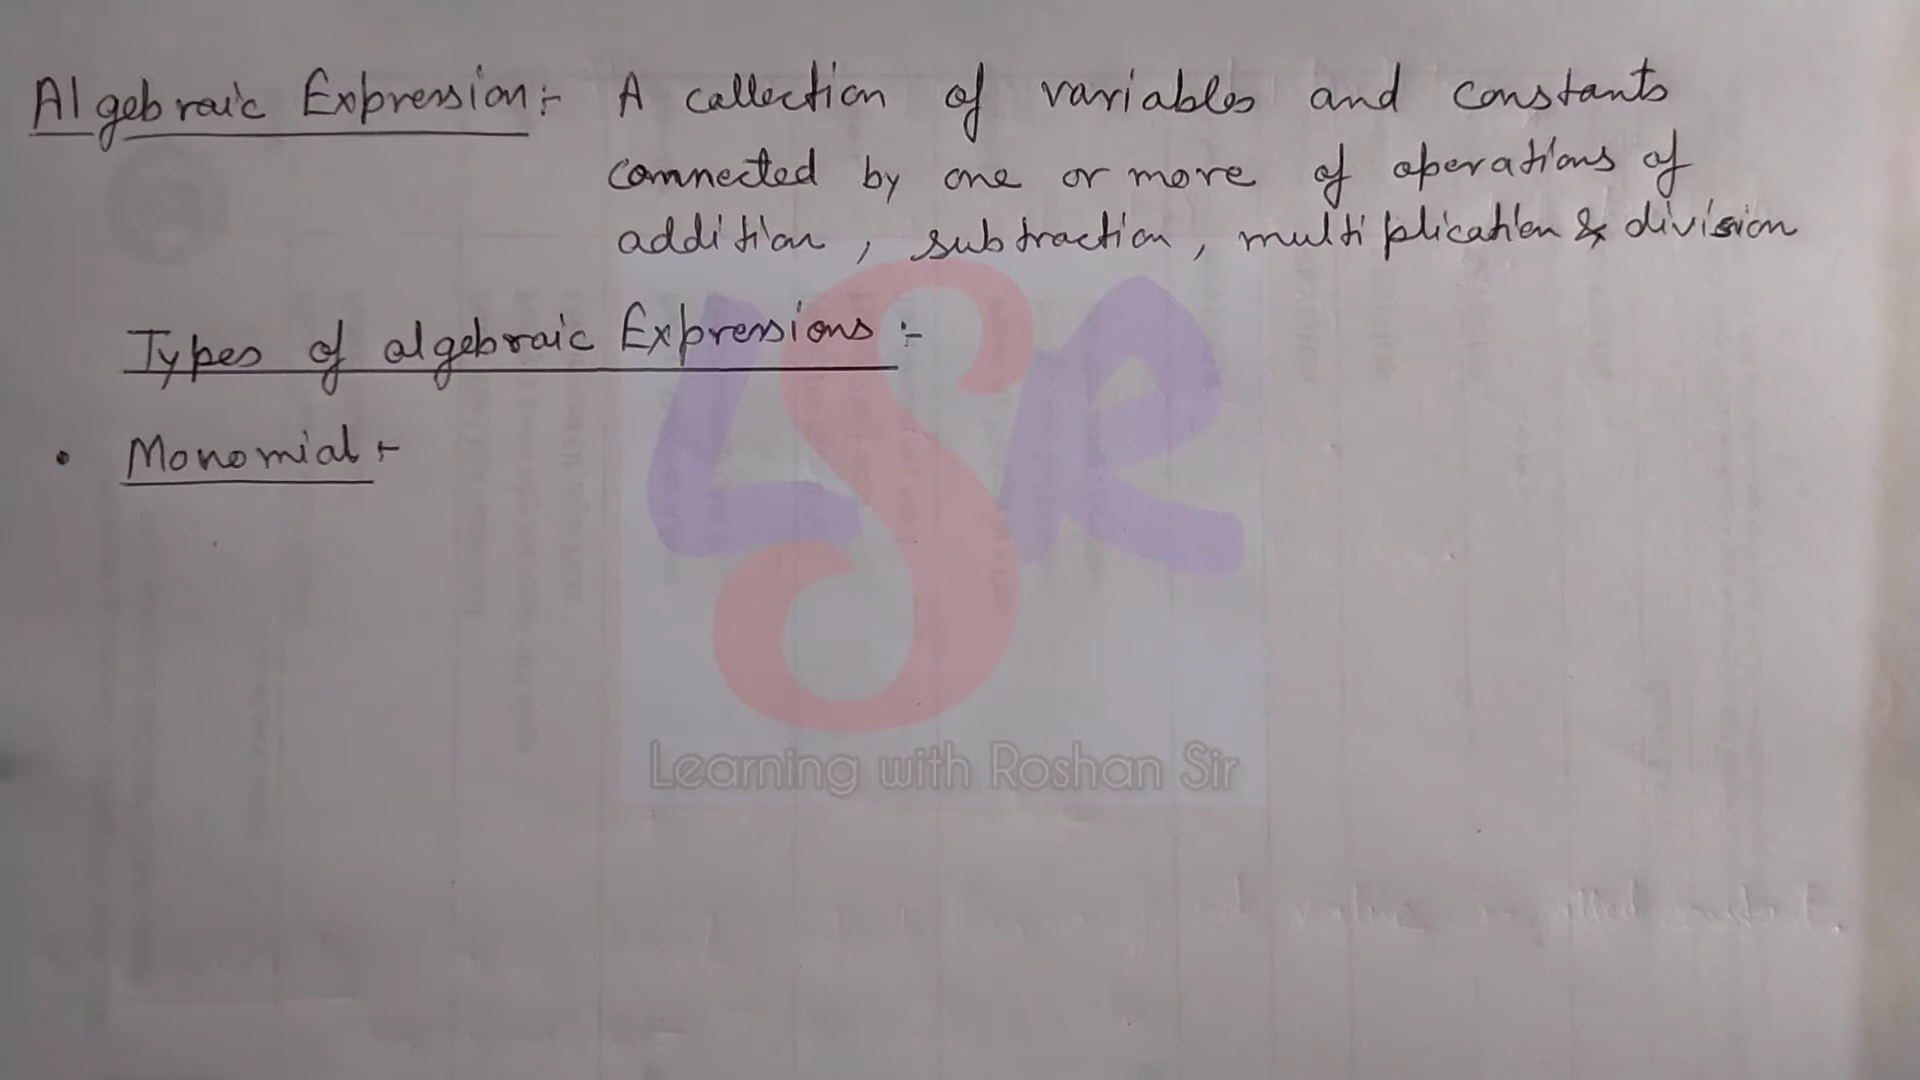 Algebraic Expression :- A collection of variables and constants
connected by one or more of operations of
addition, subtraction, multiplication & division
Types of algebraic Expressions :-
• Monomial :-
LSR
Learning with Roshan Sir